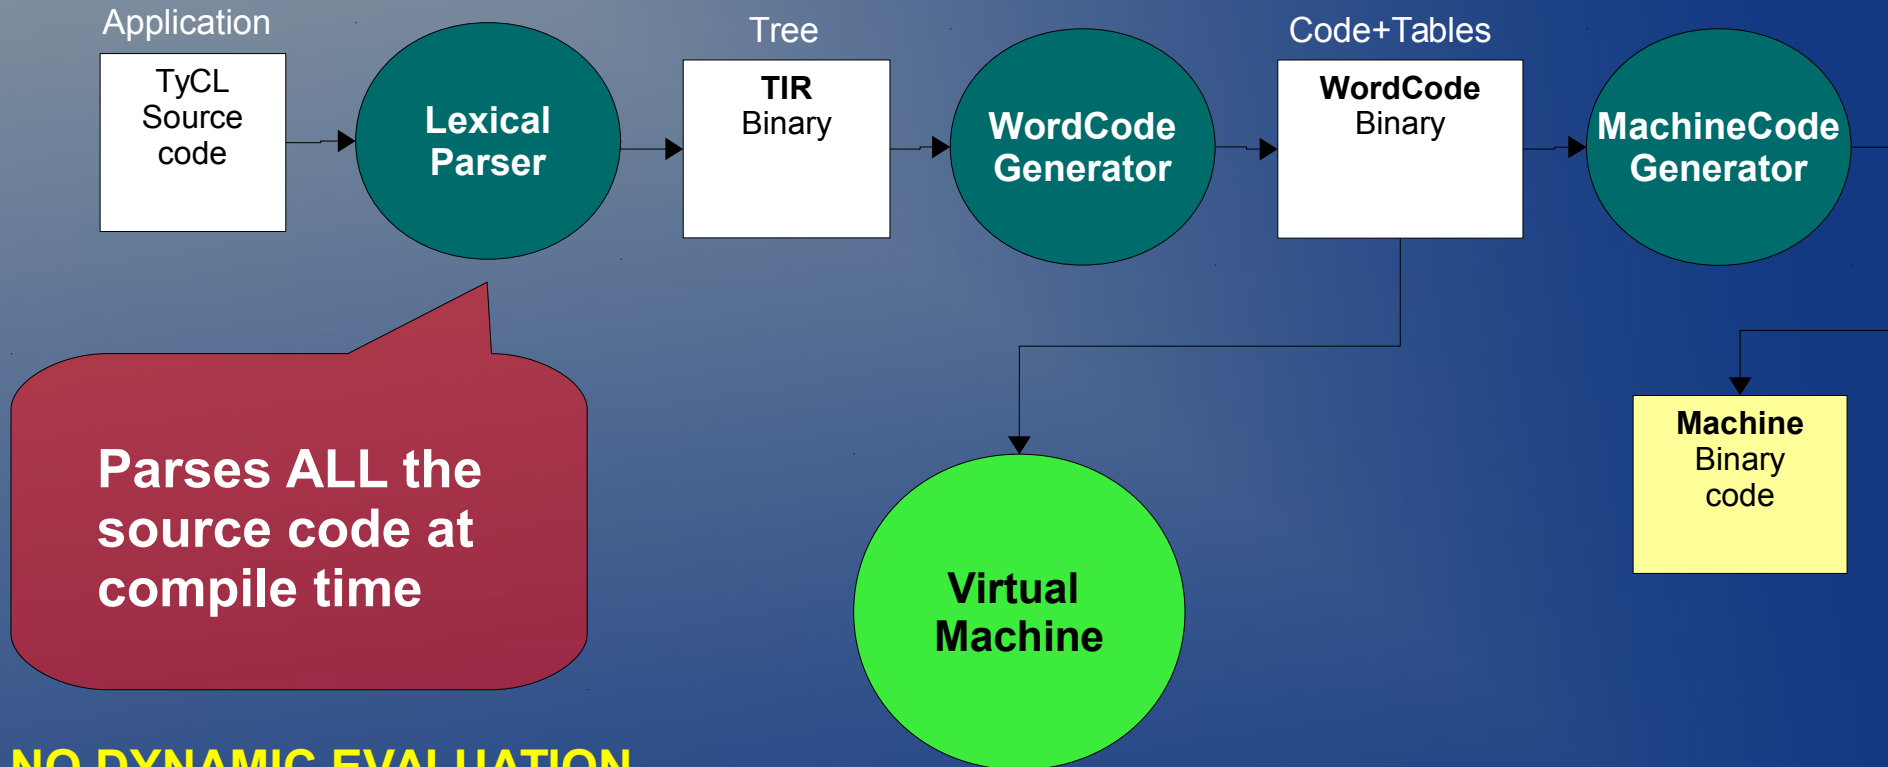 Application
TyCL
Source
code
Lexical
Parser
Tree
TIR
Binary
WordCode
Generator
Code+Tables
WordCode
Binary
MachineCode
Generator
Parses ALL the
source code at
compile time
Virtual
Machine
Machine
Binary
code
NO DYNAMIC EVALUATION